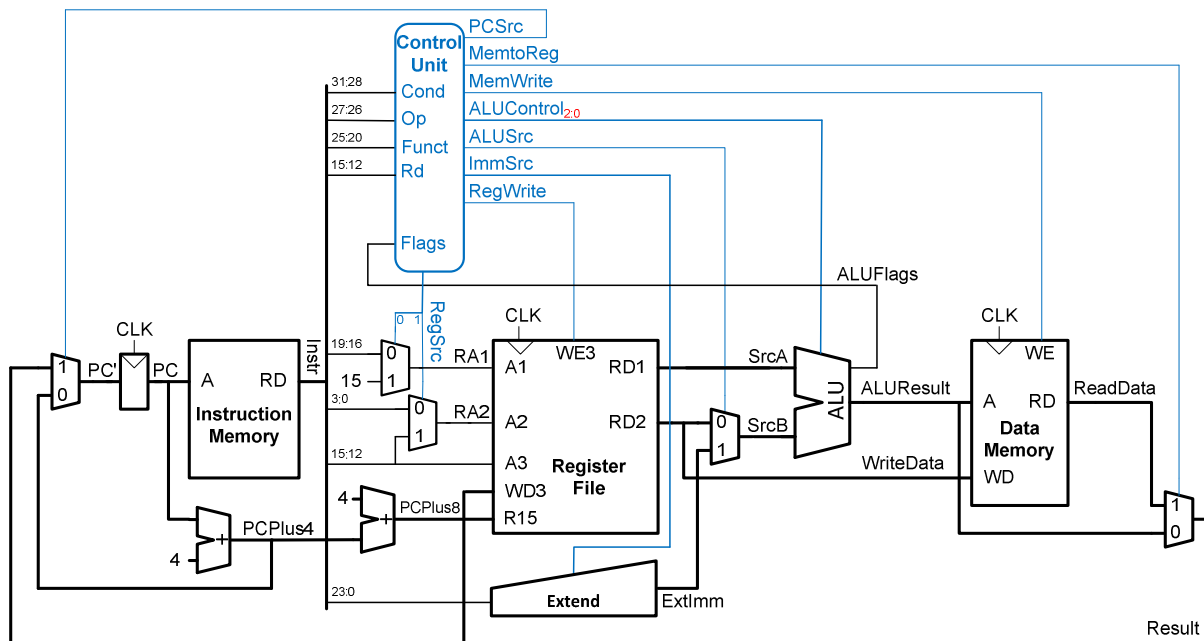 PCSrc
Control
Unit
MemtoReg
MemWrite
ALUControl2:0
ALUSrc
ImmSrc
RegWrite
31:28
Cond
27:26
Op
25:20
Funct
15:12
Rd
Flags
ALUFlags
RegSrc
0 1
CLK
CLK
CLK
1
0
PC'
PC
A
RD
Instruction
Memory
Instr
19:16
0
15
1
RA1
3:0
0
1
RA2
15:12
A1
WE3
RD1
A2
RD2
A3
Register
File
WD3
R15
SrcA
0
1
SrcB
ALU
ALUResult
WriteData
WE
A
RD
Data
Memory
WD
ReadData
1
0
4
+
PCPlus4
4
+
PCPlus8
23:0
Extend
ExtImm
Result